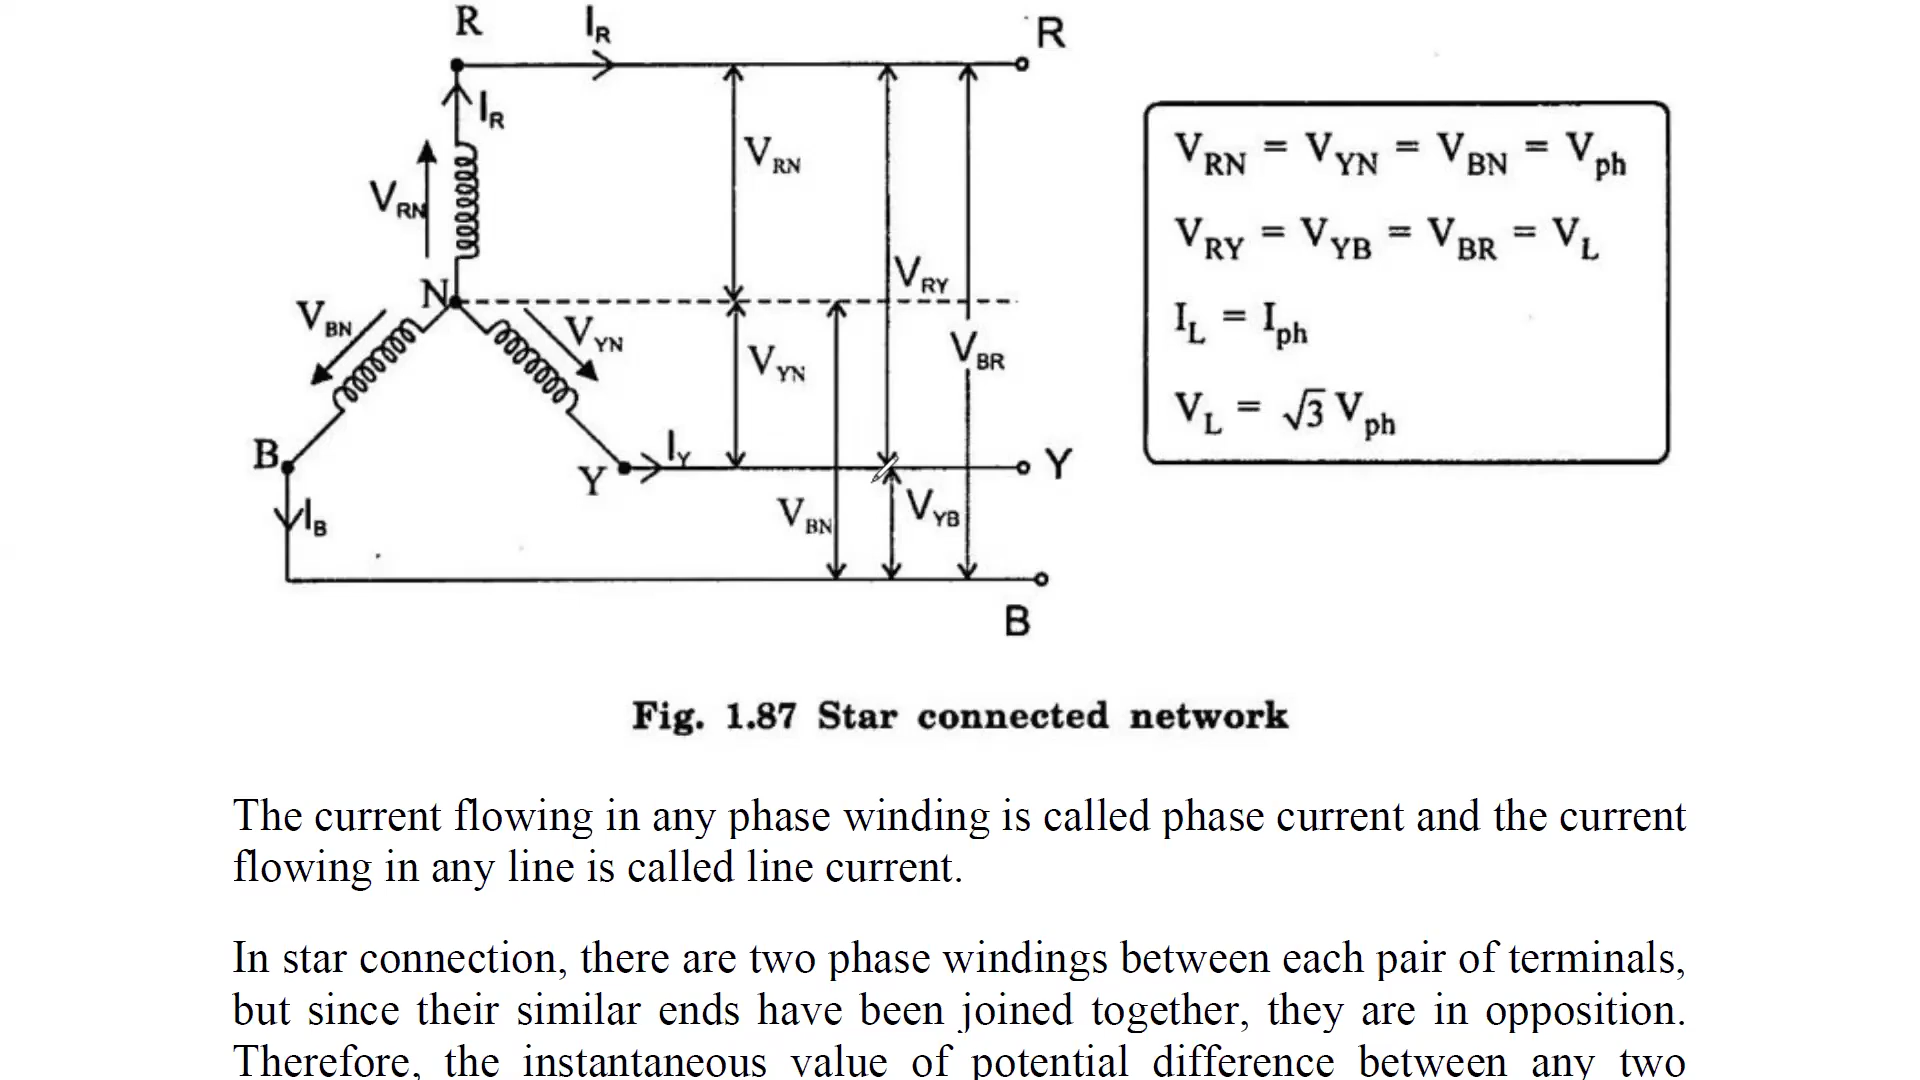 R
I_R
R
I_R
V_RN
V_RN
N
V_BN
V_YN
V_RY
V_YN
V_BR
B
I_Y
Y
Y
I_B
V_BN
V_YB
B
V_RN = V_YN = V_BN = V_ph
V_RY = V_YB = V_BR = V_L
I_L = I_ph
V_L = √3 V_ph
Fig. 1.87 Star connected network
The current flowing in any phase winding is called phase current and the current
flowing in any line is called line current.
In star connection, there are two phase windings between each pair of terminals,
but since their similar ends have been joined together, they are in opposition.
Therefore, the instantaneous value of potential difference between any two